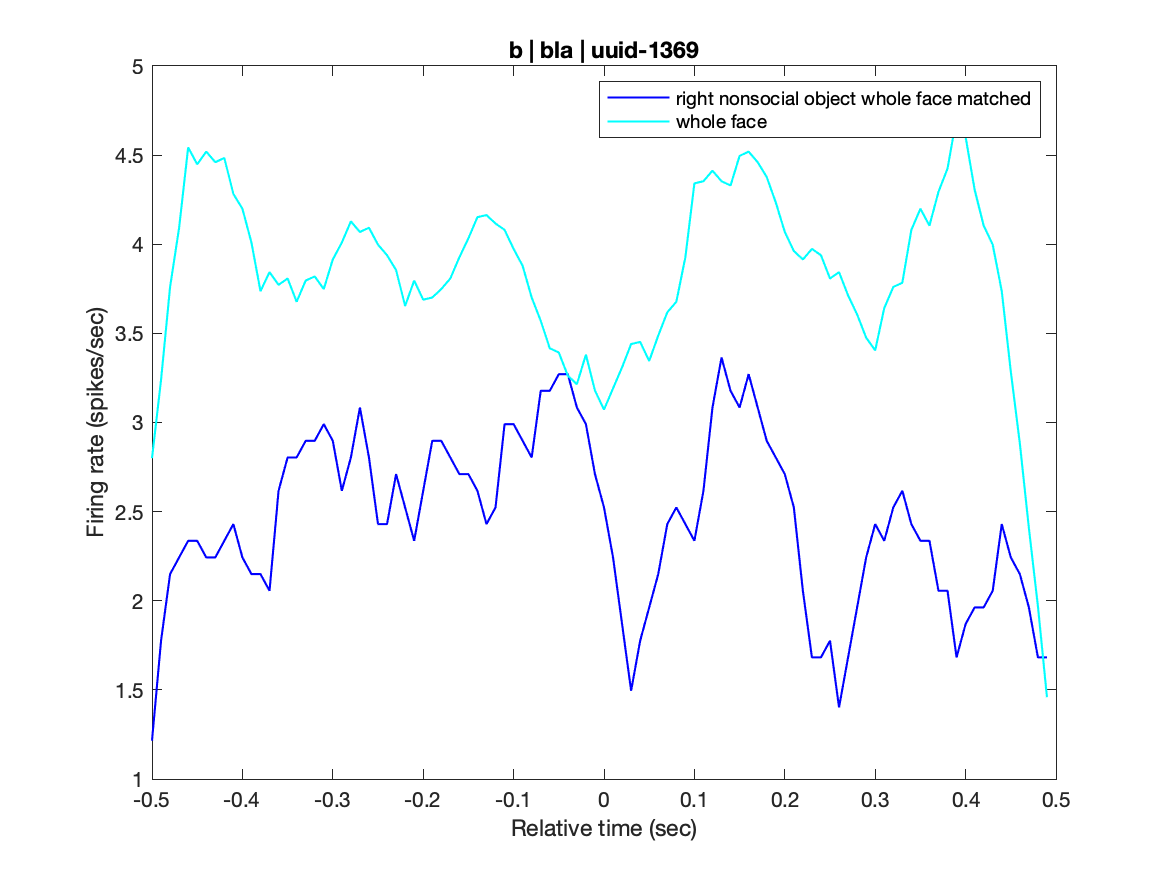 b | bla | uuid-1369
right nonsocial object whole face matched
whole face
Firing rate (spikes/sec)
5
4.5
4
3.5
3
2.5
2
1.5
1
-0.5 -0.4 -0.3 -0.2 -0.1 0 0.1 0.2 0.3 0.4 0.5
Relative time (sec)